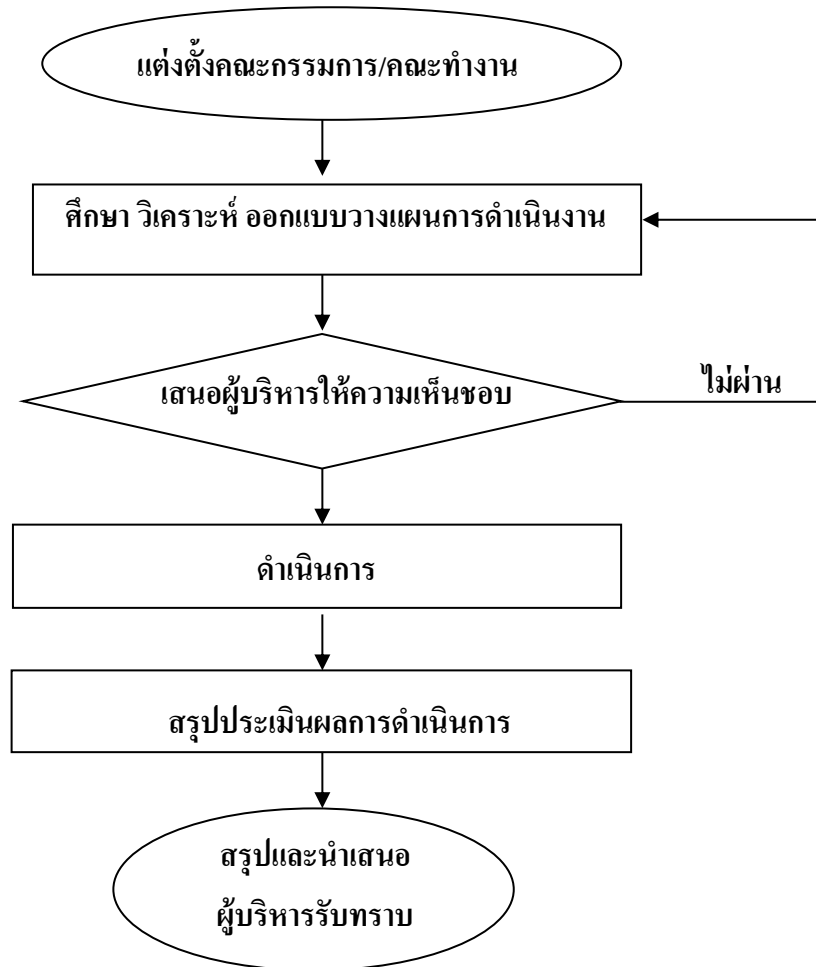 แต่งตั้งคณะกรรมการ/คณะทำงาน
ศึกษา วิเคราะห์ ออกแบบวางแผนการดำเนินงาน
เสนอผู้บริหารให้ความเห็นชอบ
ไม่ผ่าน
ดำเนินการ
สรุปประเมินผลการดำเนินการ
สรุปและนำเสนอ
ผู้บริหารรับทราบ